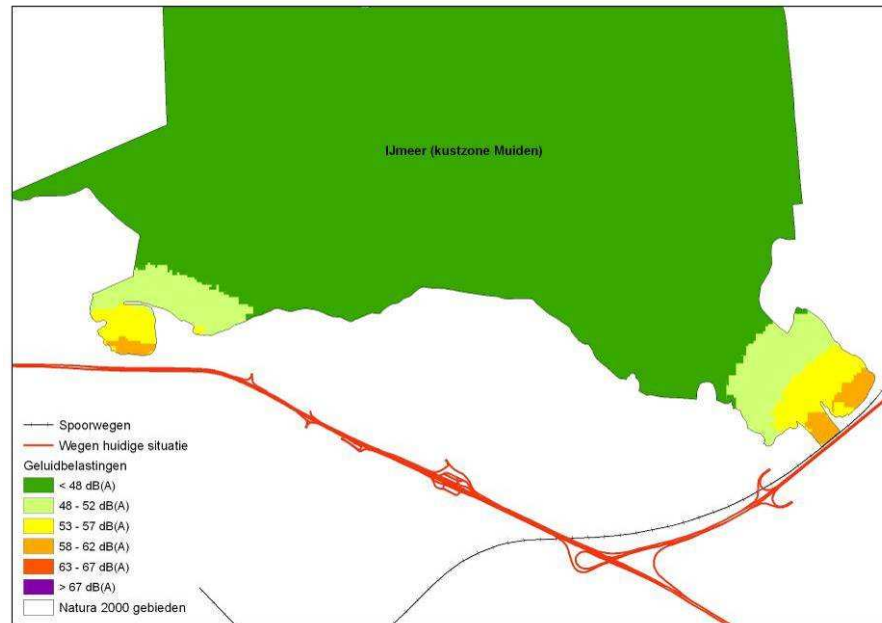 IJmeer (kustzone Muiden)
Spoorwegen
Wegen huidige situatie
Geluidbelastingen
< 48 dB(A)
48 - 52 dB(A)
53 - 57 dB(A)
58 - 62 dB(A)
63 - 67 dB(A)
> 67 dB(A)
Natura 2000 gebieden